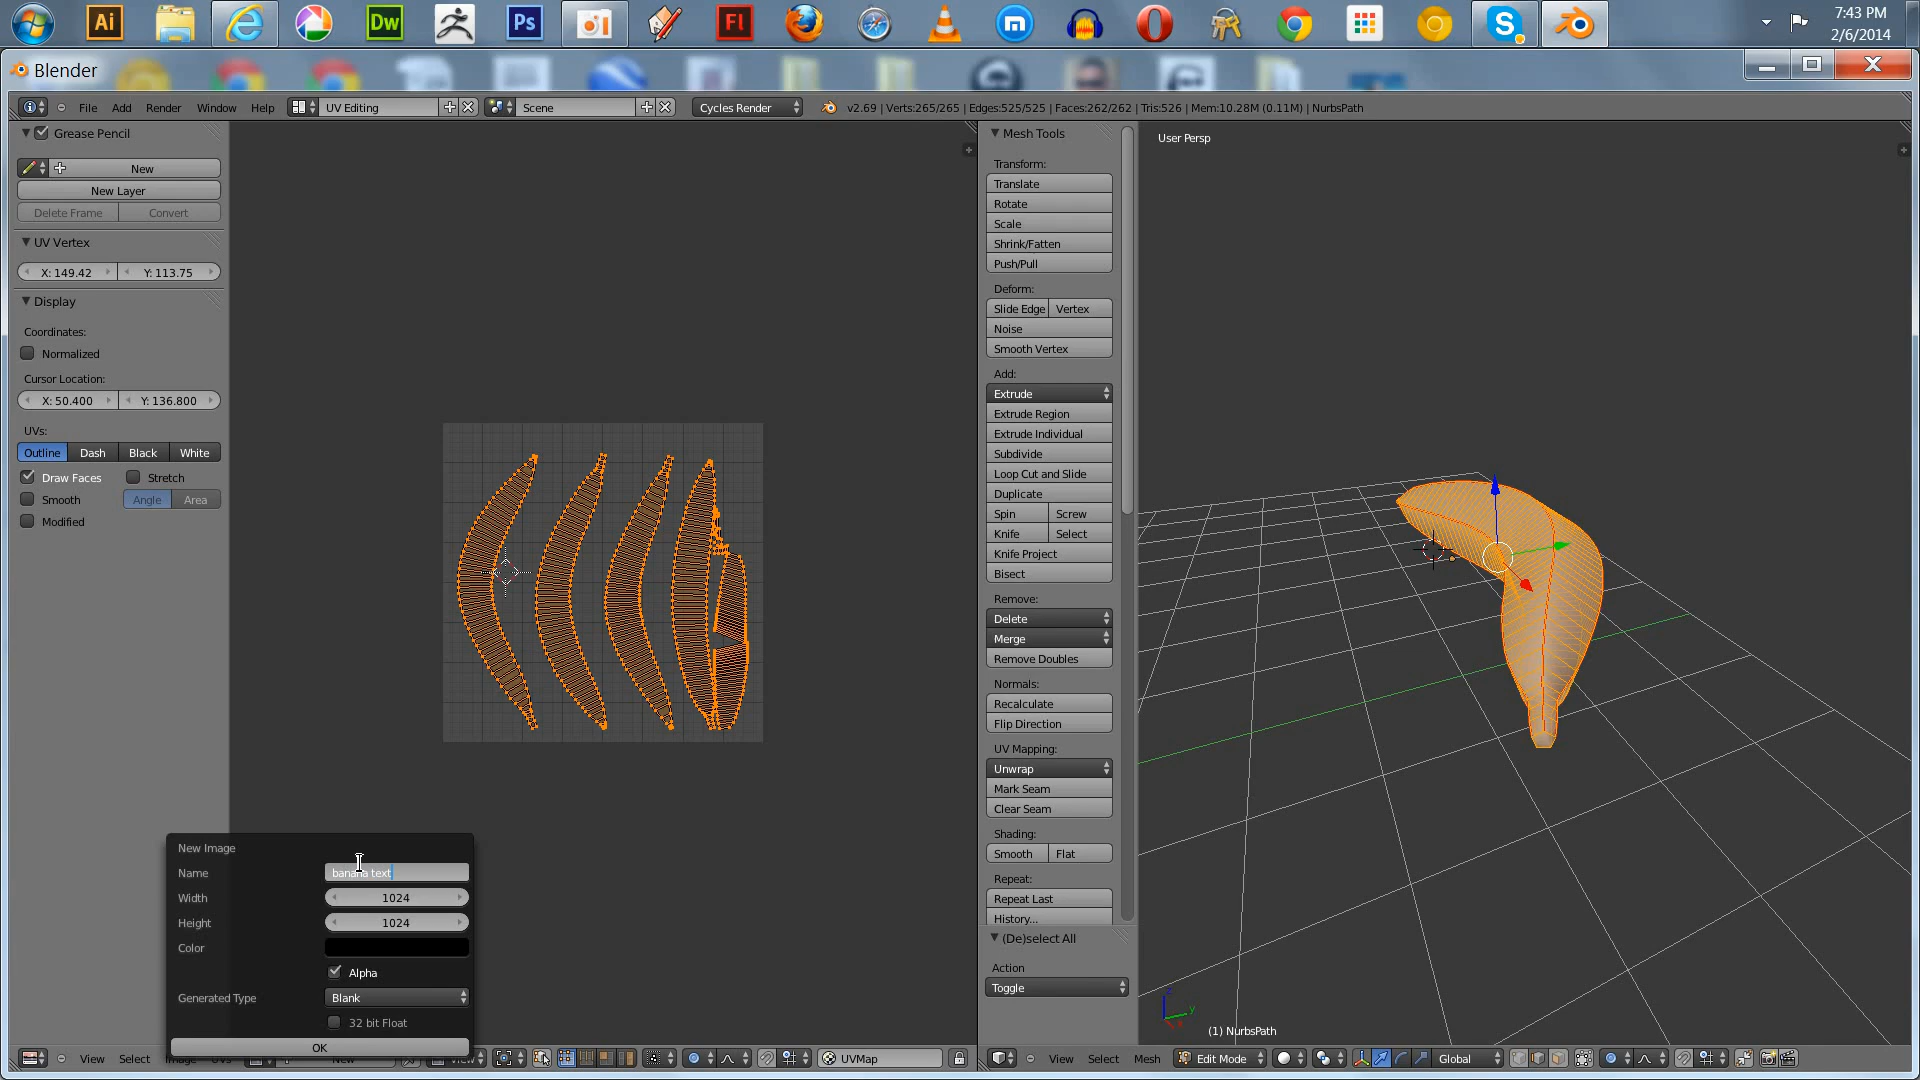 Ai
Dw
Ps
Fl
7:43 PM
2/6/2014
Blender
File Add Render Window Help UV Editing Scene Cycles Render v2.69 | Verts:265/265 | Edges:525/525 | Faces:262/262 | Tris:526 | Mem:10.28M (0.11M) | NurbsPath
Grease Pencil
New
New Layer
Delete Frame Convert
UV Vertex
X: 149.42 Y: 113.75
Display
Coordinates:
Normalized
Cursor Location:
X: 50.400 Y: 136.800
UVs:
Outline Dash Black White
Draw Faces Stretch
Smooth Angle Area
Modified
New Image
Name banana text
Width 1024
Height 1024
Color
Alpha
Generated Type Blank
32 bit Float
OK
View Select Image UVs New View UVMap
Mesh Tools
Transform:
Translate
Rotate
Scale
Shrink/Fatten
Push/Pull
Deform:
Slide Edge Vertex
Noise
Smooth Vertex
Add:
Extrude
Extrude Region
Extrude Individual
Subdivide
Loop Cut and Slide
Duplicate
Spin Screw
Knife Select
Knife Project
Bisect
Remove:
Delete
Merge
Remove Doubles
Normals:
Recalculate
Flip Direction
UV Mapping:
Unwrap
Mark Seam
Clear Seam
Shading:
Smooth Flat
Repeat:
Repeat Last
History...
(De)select All
Action
Toggle
User Persp
z
y
(1) NurbsPath
View Select Mesh Edit Mode Global